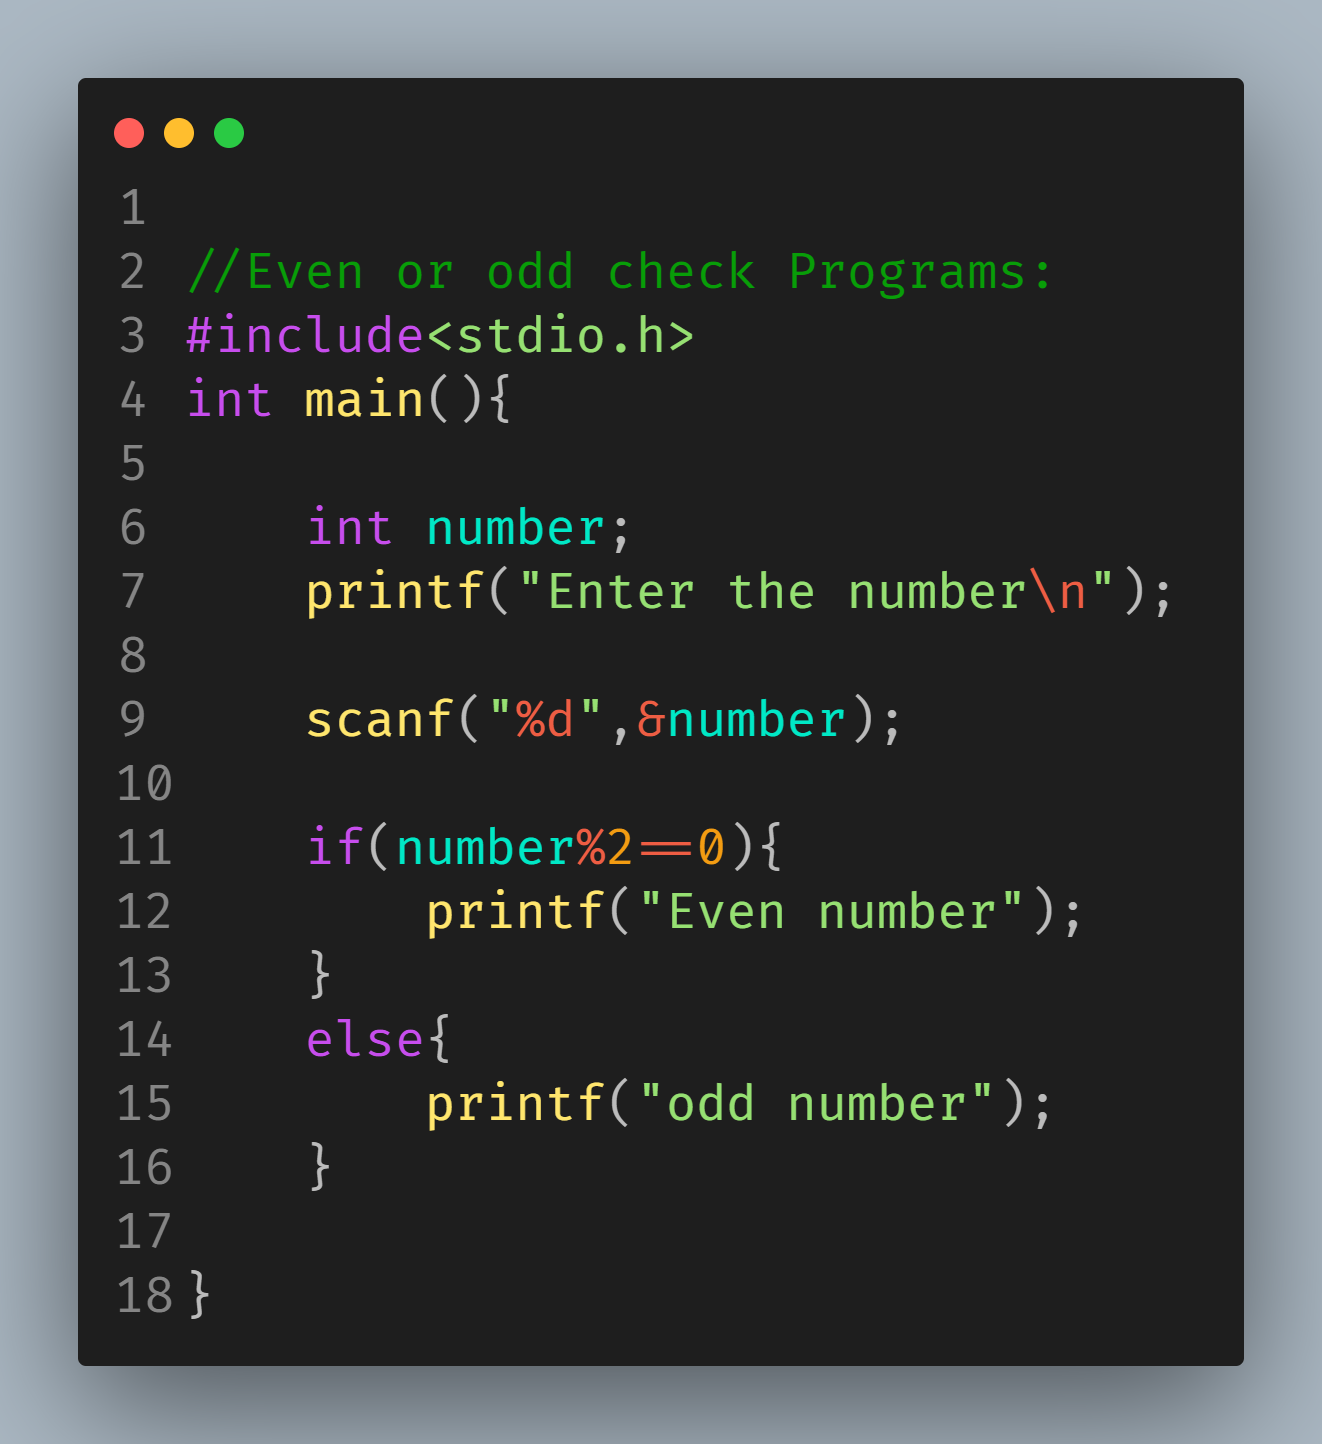 1
2 //Even or odd check Programs:
3 #include<stdio.h>
4 int main(){
5
6     int number;
7     printf("Enter the number\n");
8
9     scanf("%d",&number);
10
11     if(number%2==0){
12         printf("Even number");
13     }
14     else{
15         printf("odd number");
16     }
17
18 }